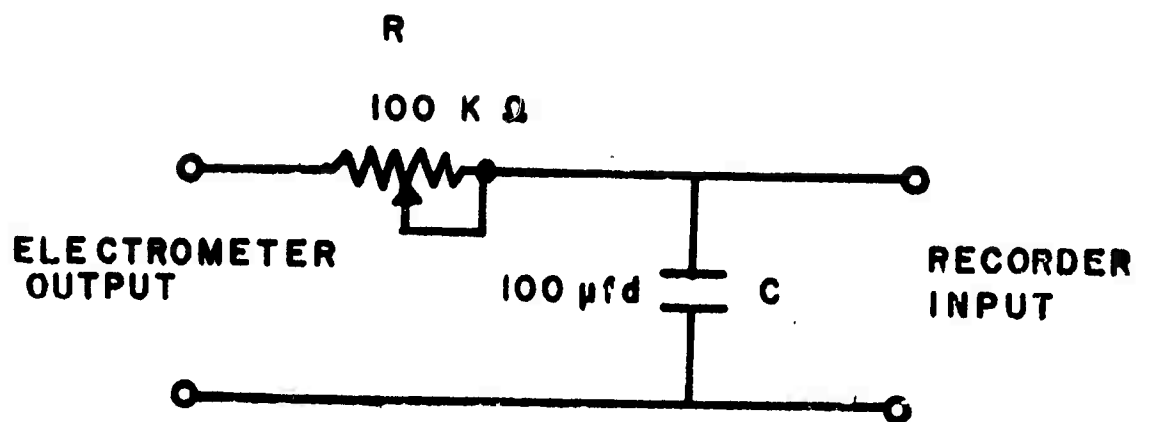 R
100 K Ω
ELECTROMETER
OUTPUT
100 µfd
C
RECORDER
INPUT